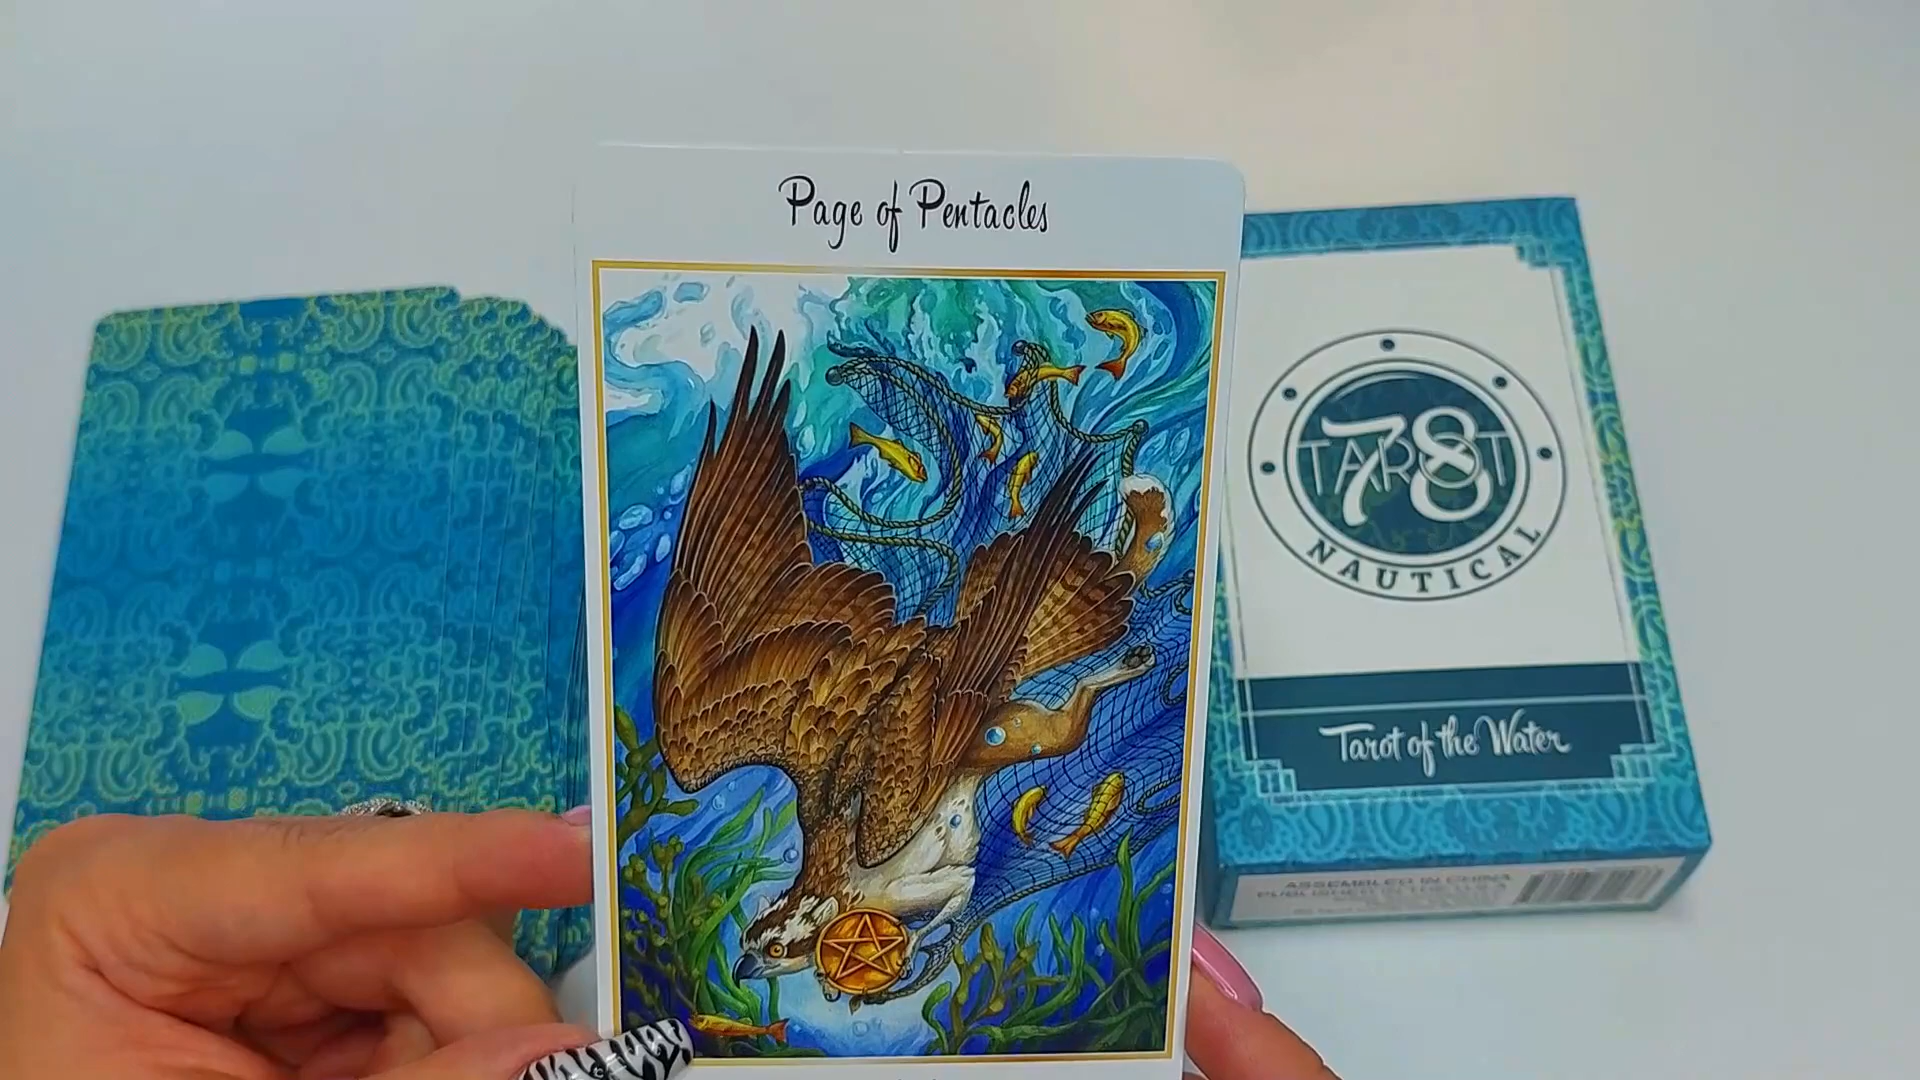 Page of Pentacles
TAROT
78
NAUTICAL
Tarot of the Water
ASSEMBLED IN CHINA